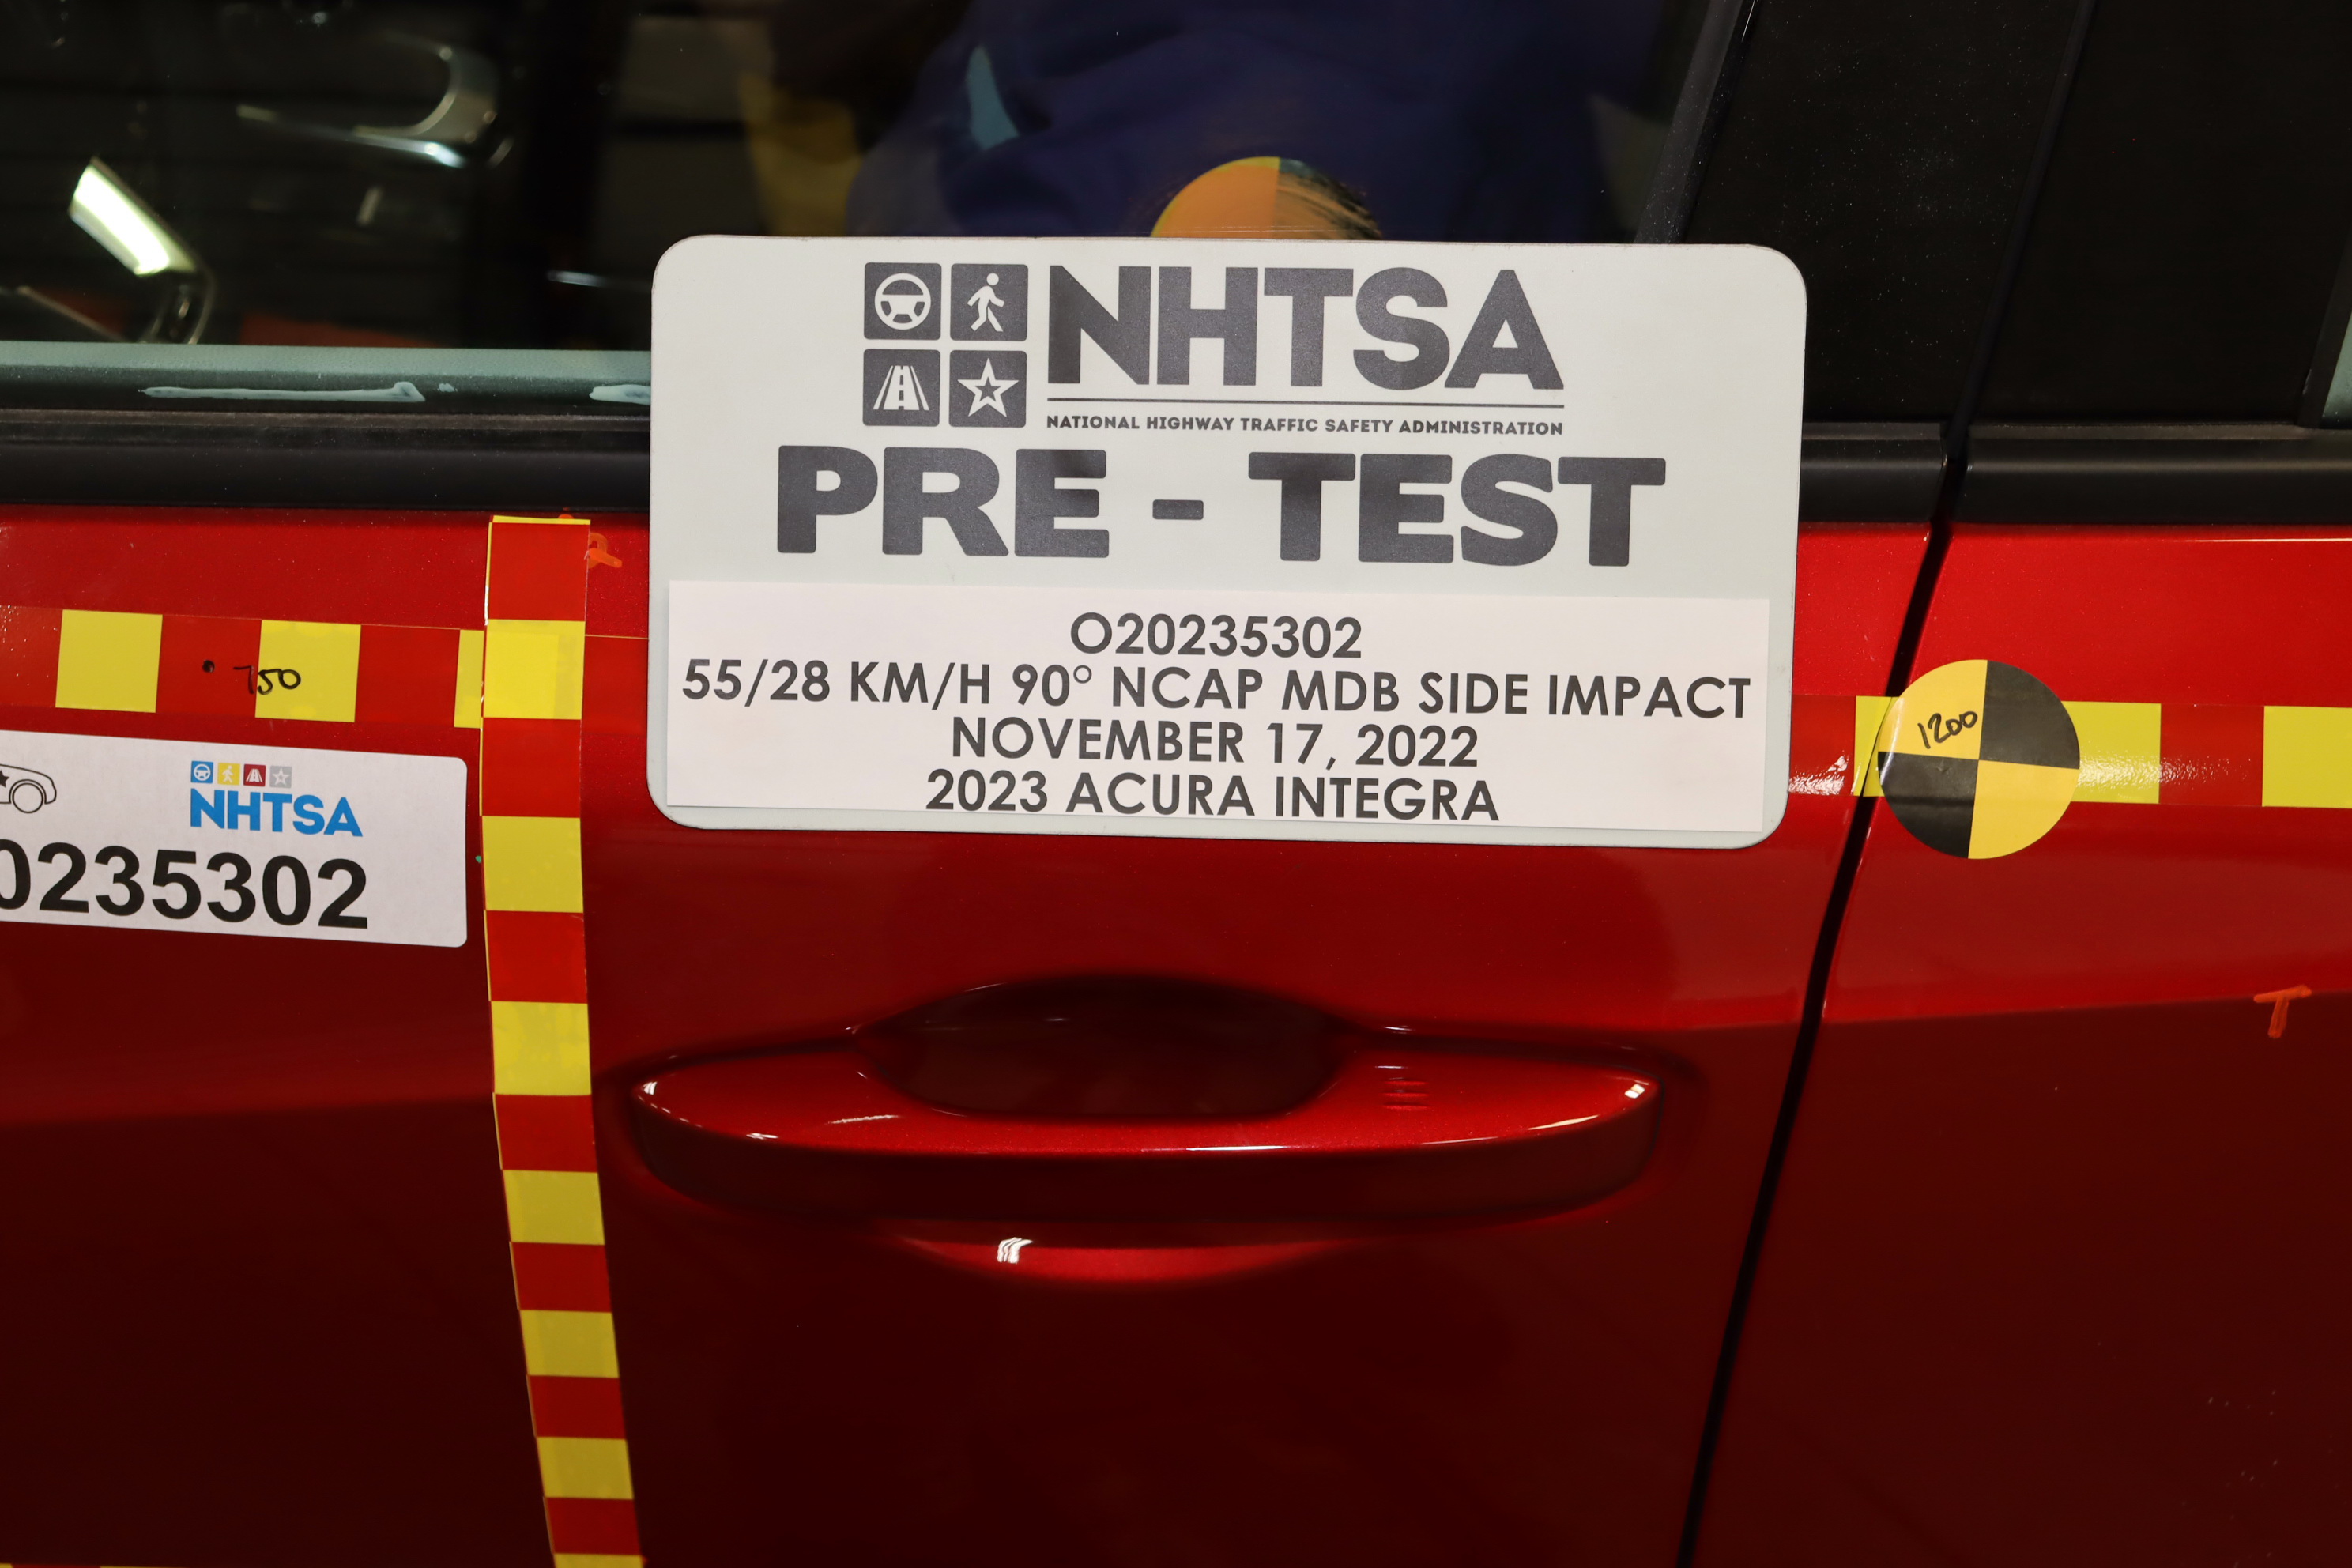 NHTSA
NATIONAL HIGHWAY TRAFFIC SAFETY ADMINISTRATION
PRE - TEST
O20235302
55/28 KM/H 90° NCAP MDB SIDE IMPACT
NOVEMBER 17, 2022
2023 ACURA INTEGRA
750
1200
NHTSA
0235302
T